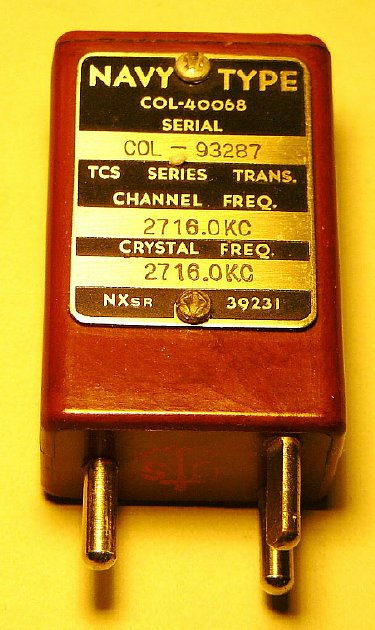 NAVY TYPE
COL-40068
SERIAL
COL - 93287
TCS SERIES TRANS.
CHANNEL FREQ.
2716.0KC
CRYSTAL FREQ.
2716.0KC
NXSR 39231